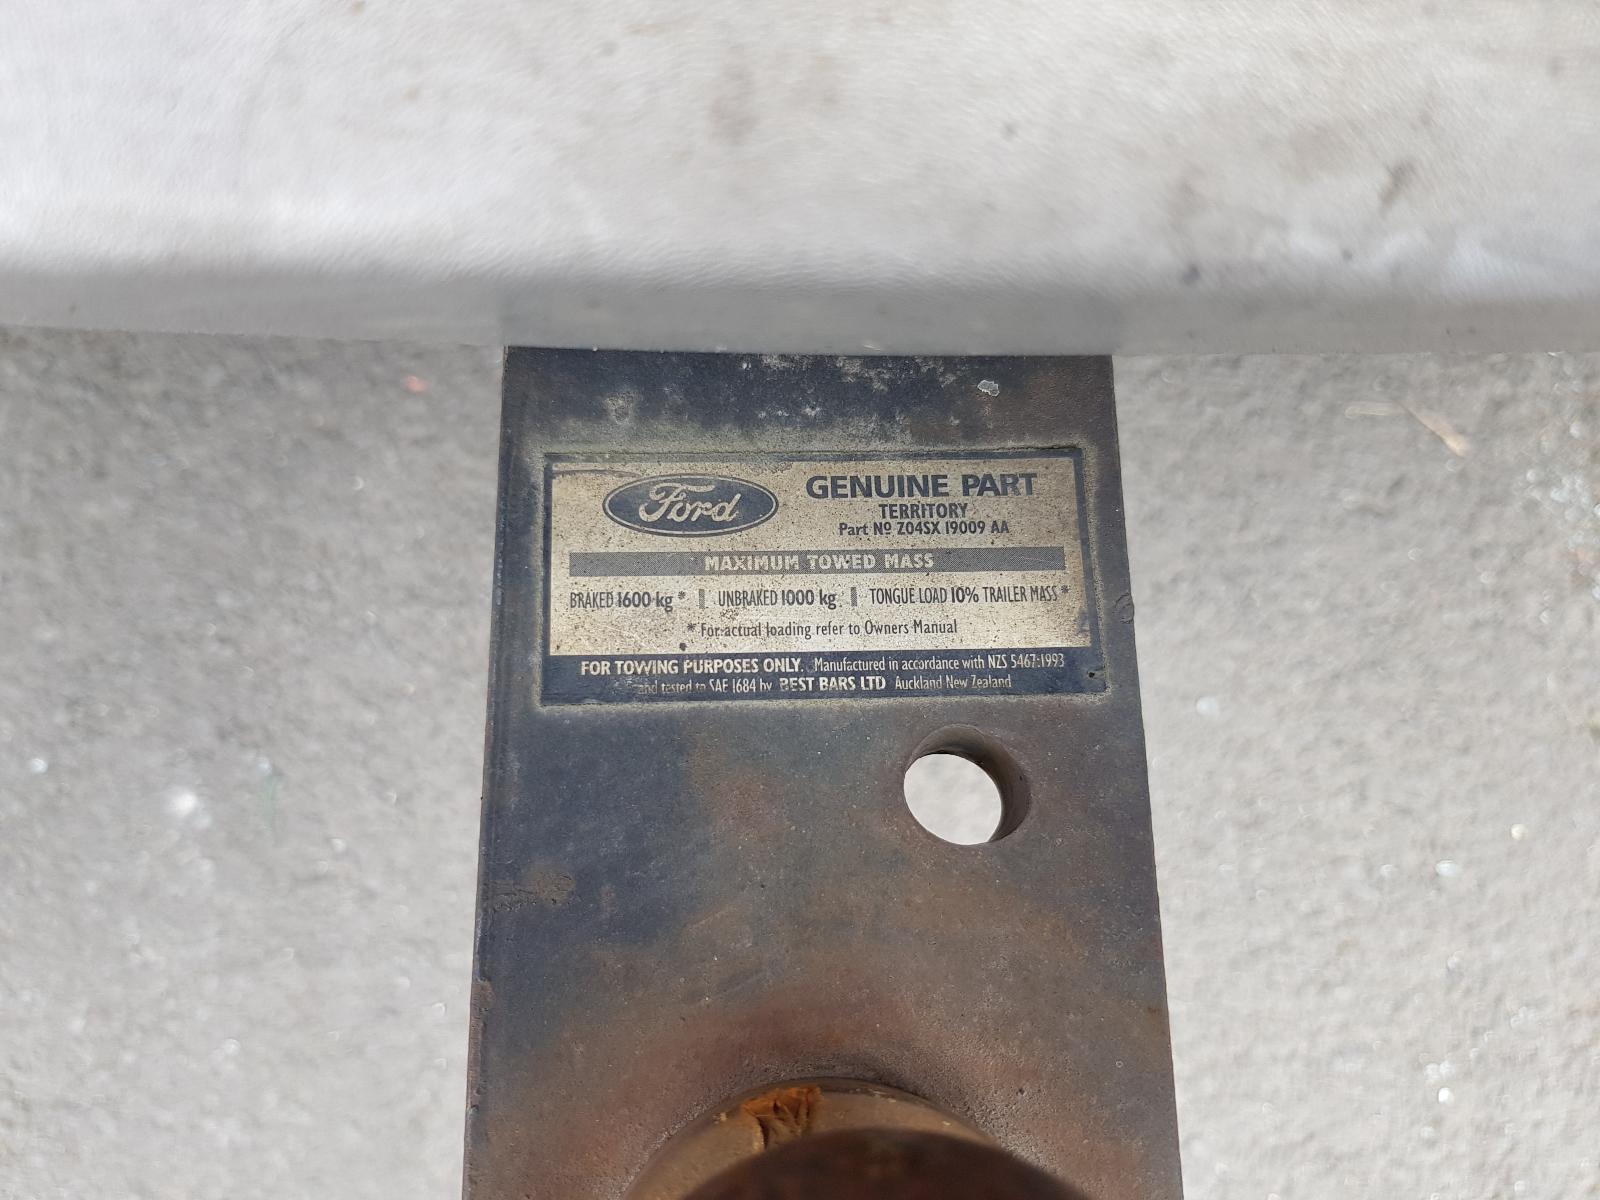 Ford
GENUINE PART
TERRITORY
Part Nº Z04SX 19009 AA
MAXIMUM TOWED MASS
BRAKED 1600 kg * | UNBRAKED 1000 kg | TONGUE LOAD 10% TRAILER MASS *
* For actual loading refer to Owners Manual
FOR TOWING PURPOSES ONLY. Manufactured in accordance with NZS 5467:1993
and tested to SAE 1684 by BEST BARS LTD Auckland New Zealand